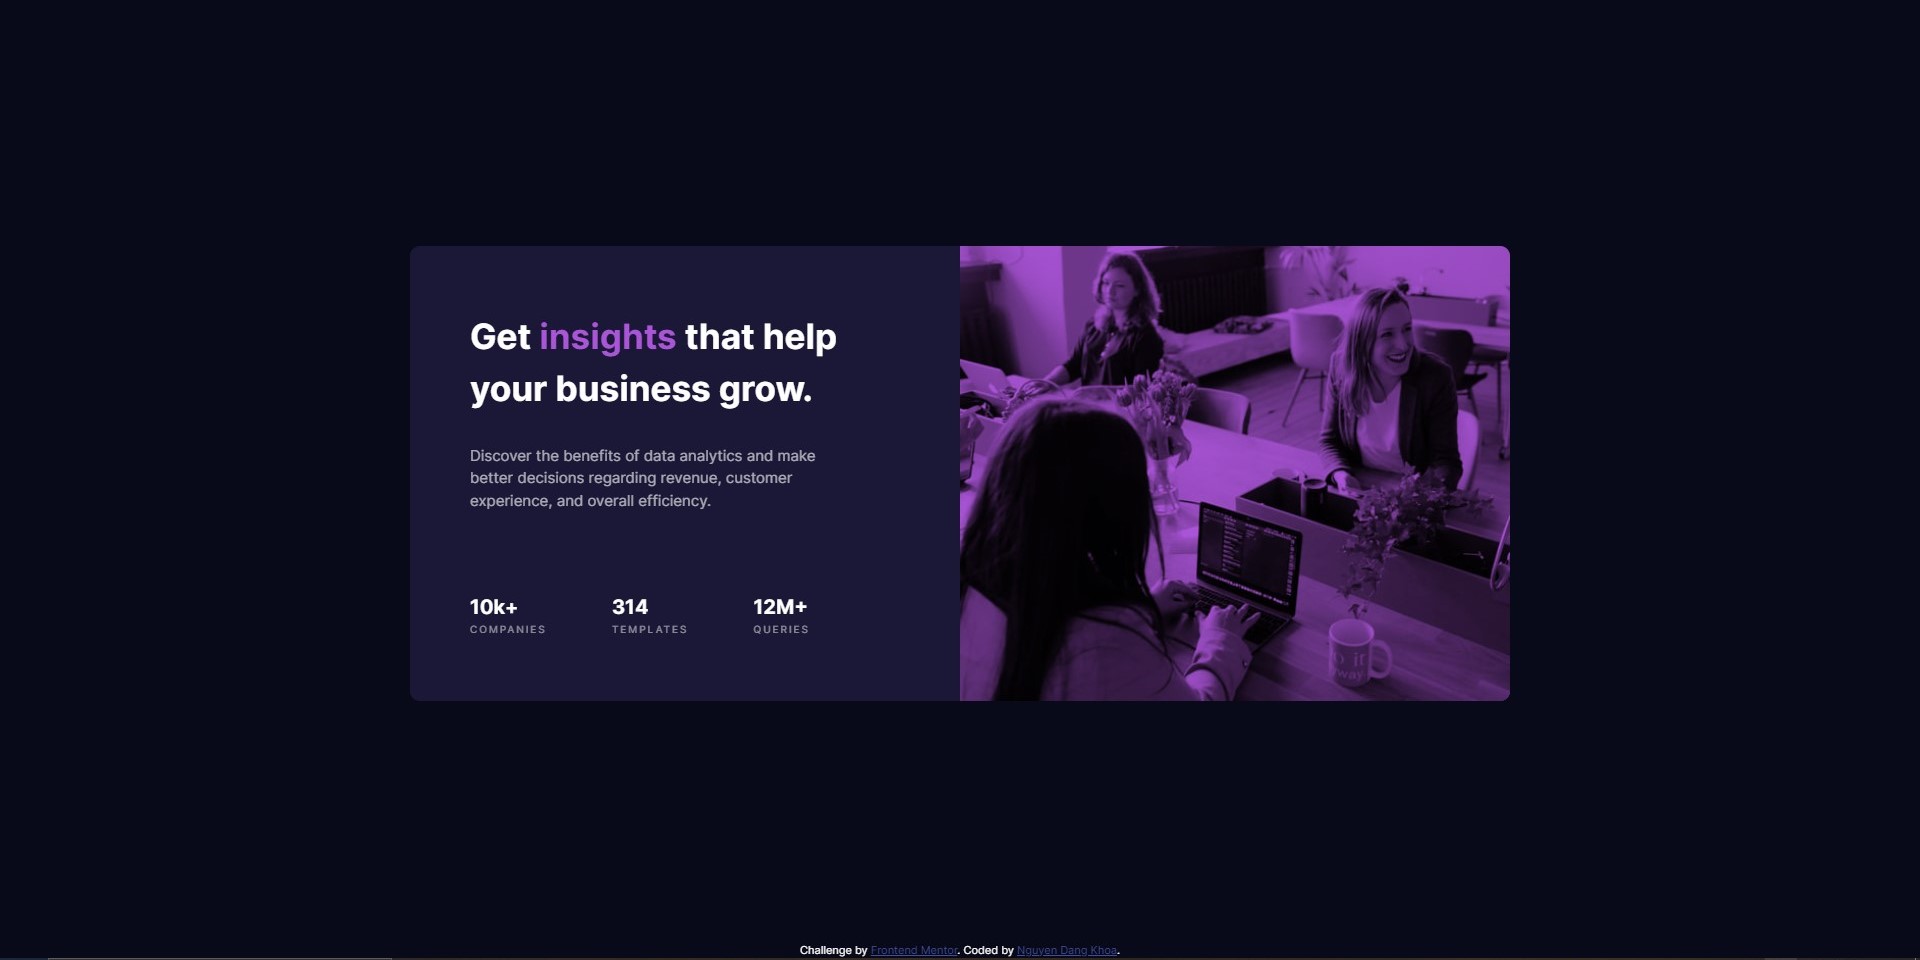 Get insights that help
your business grow.
Discover the benefits of data analytics and make
better decisions regarding revenue, customer
experience, and overall efficiency.
10k+ 314 12M+
COMPANIES TEMPLATES QUERIES
Challenge by Frontend Mentor. Coded by Nguyen Dang Khoa.